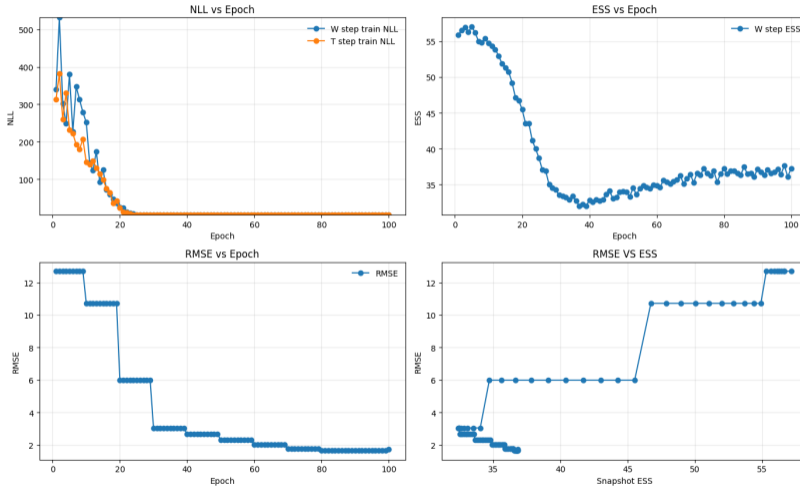 NLL vs Epoch
500
400
300
200
100
NLL
W step train NLL
T step train NLL
0
20
40
60
80
100
Epoch
ESS vs Epoch
55
50
45
40
35
ESS
W step ESS
0
20
40
60
80
100
Epoch
RMSE vs Epoch
12
10
8
6
4
2
RMSE
RMSE
0
20
40
60
80
100
Epoch
RMSE VS ESS
12
10
8
6
4
2
RMSE
35
40
45
50
55
Snapshot ESS